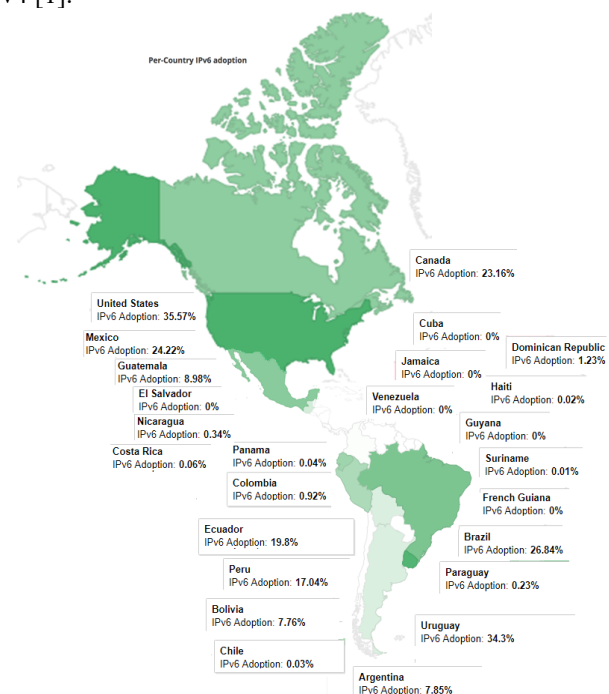 Per-Country IPv6 adoption
Canada
IPv6 Adoption: 23.16%
United States
IPv6 Adoption: 35.57%
Cuba
IPv6 Adoption: 0%
Mexico
IPv6 Adoption: 24.22%
Dominican Republic
IPv6 Adoption: 1.23%
Jamaica
IPv6 Adoption: 0%
Guatemala
IPv6 Adoption: 8.98%
Haiti
IPv6 Adoption: 0.02%
El Salvador
IPv6 Adoption: 0%
Venezuela
IPv6 Adoption: 0%
Nicaragua
IPv6 Adoption: 0.34%
Guyana
IPv6 Adoption: 0%
Costa Rica
IPv6 Adoption: 0.06%
Panama
IPv6 Adoption: 0.04%
Suriname
IPv6 Adoption: 0.01%
Colombia
IPv6 Adoption: 0.92%
French Guiana
IPv6 Adoption: 0%
Ecuador
IPv6 Adoption: 19.8%
Brazil
IPv6 Adoption: 26.84%
Peru
IPv6 Adoption: 17.04%
Paraguay
IPv6 Adoption: 0.23%
Bolivia
IPv6 Adoption: 7.76%
Uruguay
IPv6 Adoption: 34.3%
Chile
IPv6 Adoption: 0.03%
Argentina
IPv6 Adoption: 7.85%